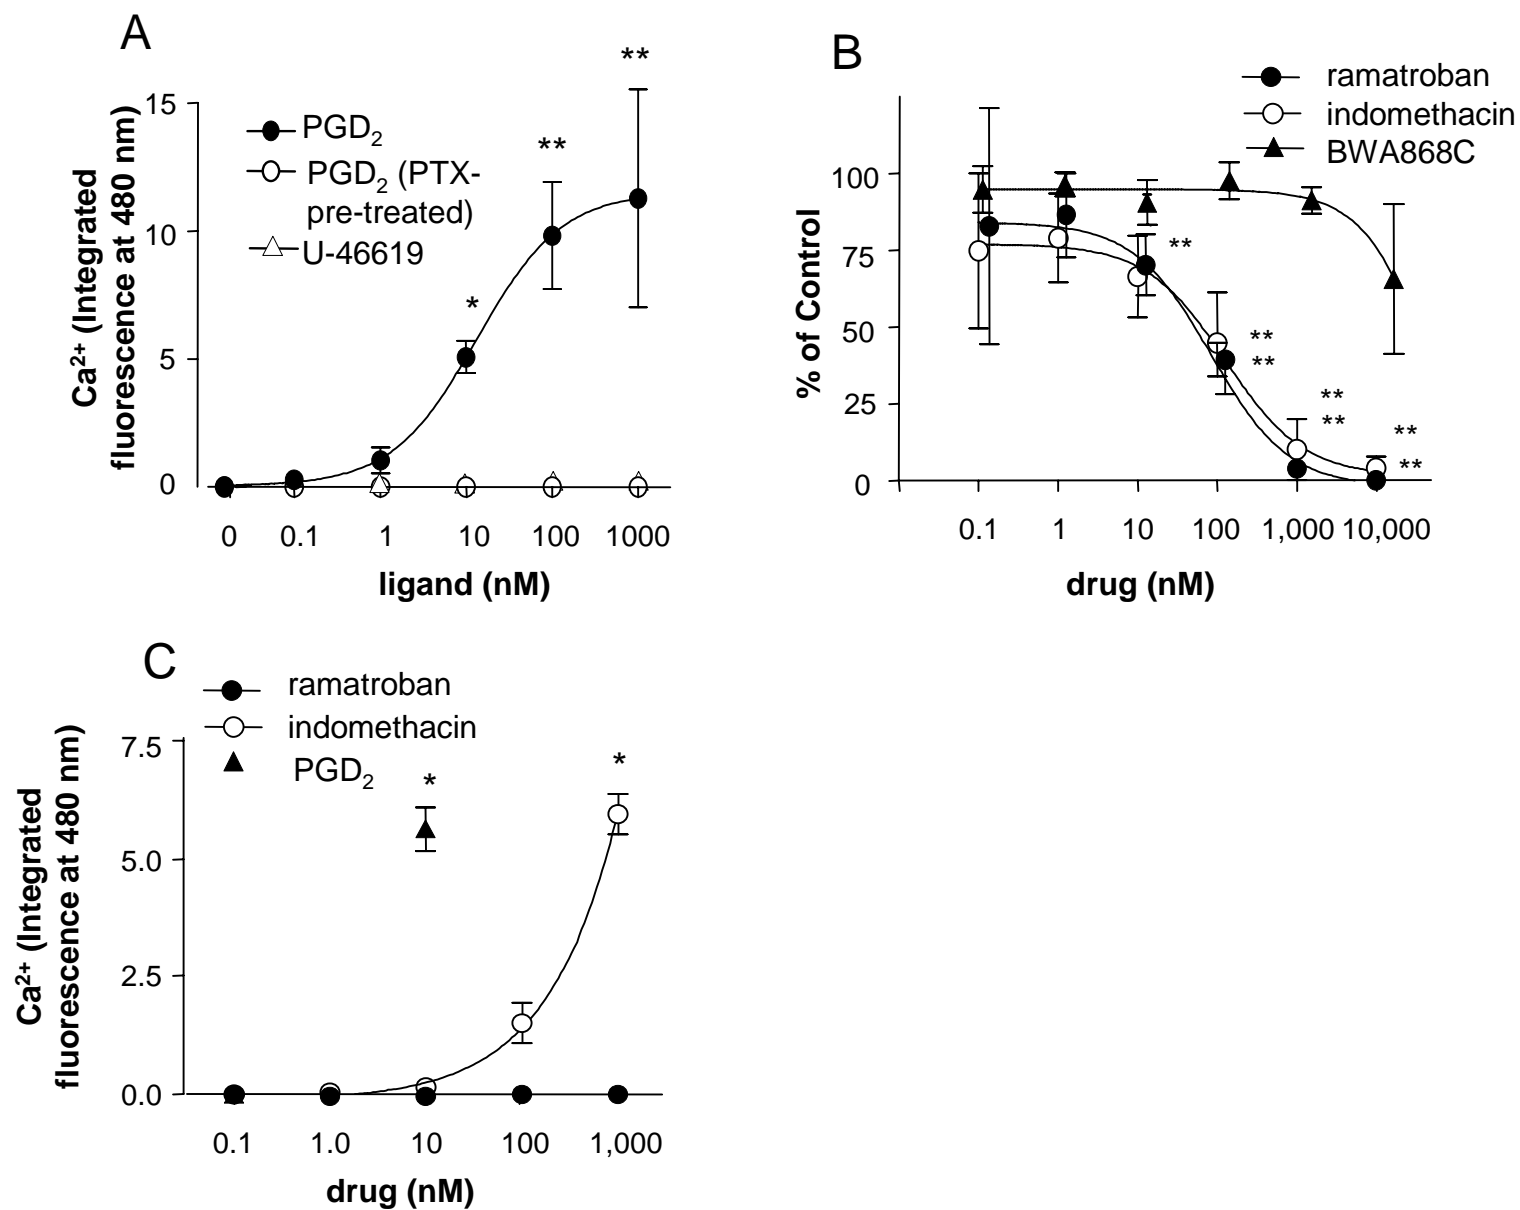 A
**
15
PGD2
**
PGD2 (PTX-
pre-treated)
10
U-46619
*
5
0
Ca2+ (Integrated
fluorescence at 480 nm)
0 0.1 1 10 100 1000
ligand (nM)
B
ramatroban
indomethacin
BWA868C
100
**
75
50
**
**
25
**
**
**
**
0
% of Control
0.1 1 10 100 1,000 10,000
drug (nM)
C
ramatroban
indomethacin
PGD2
7.5
*
*
5.0
2.5
0.0
Ca2+ (Integrated
fluorescence at 480 nm)
0.1 1.0 10 100 1,000
drug (nM)